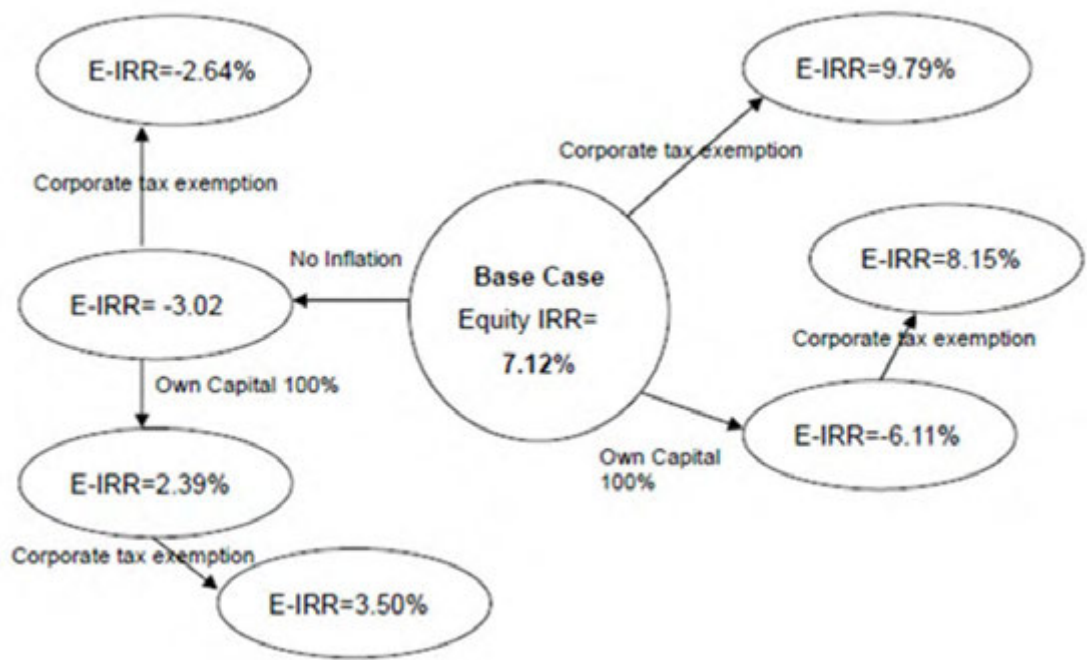 E-IRR=-2.64%
E-IRR=9.79%
Corporate tax exemption
Corporate tax exemption
No Inflation
Base Case
Equity IRR=
7.12%
E-IRR=8.15%
E-IRR= -3.02
Corporate tax exemption
Own Capital 100%
E-IRR=-6.11%
Own Capital
100%
E-IRR=2.39%
Corporate tax exemption
E-IRR=3.50%